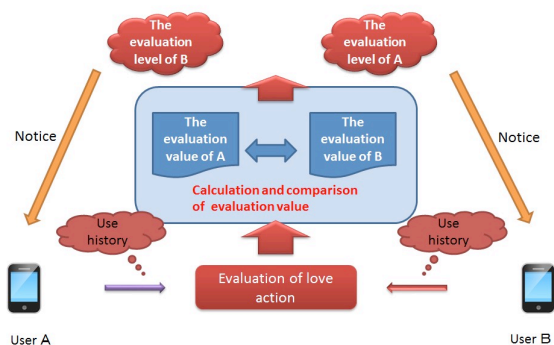 The
evaluation
level of B
The
evaluation
level of A
Notice
Notice
The
evaluation
value of A
The
evaluation
value of B
Calculation and comparison
of evaluation value
Use
history
Use
history
Evaluation of love
action
User A
User B